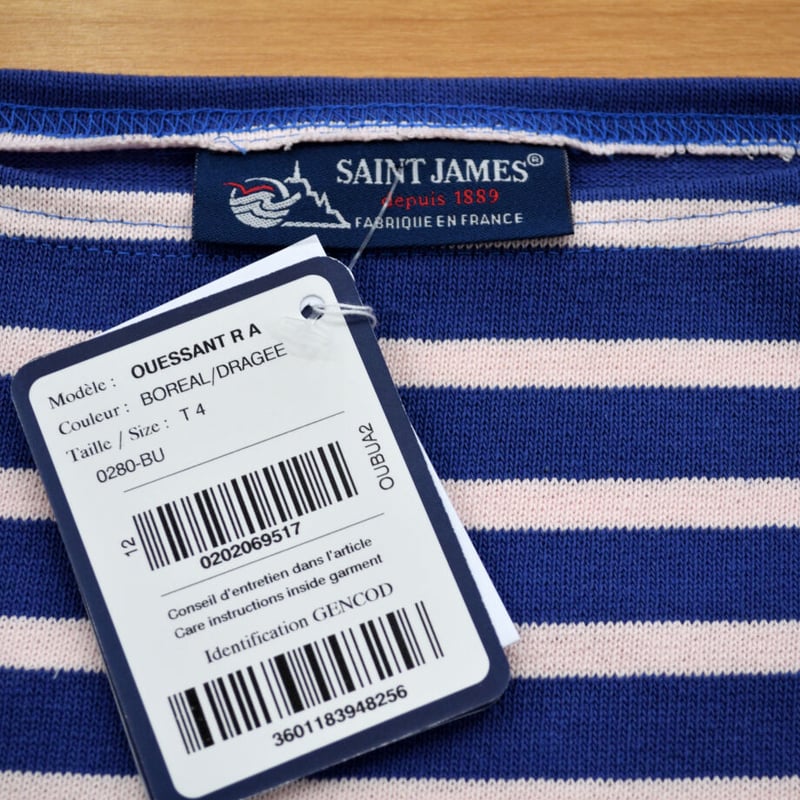 SAINT JAMES®
depuis 1889
FABRIQUE EN FRANCE
Modèle : OUESSANT R A
Couleur : BOREAL/DRAGEE
Taille / Size : T 4
0280-BU
OUBUA2
12
0202069517
Conseil d'entretien dans l'article
Care instructions inside garment
Identification GENCOD
3601183948256